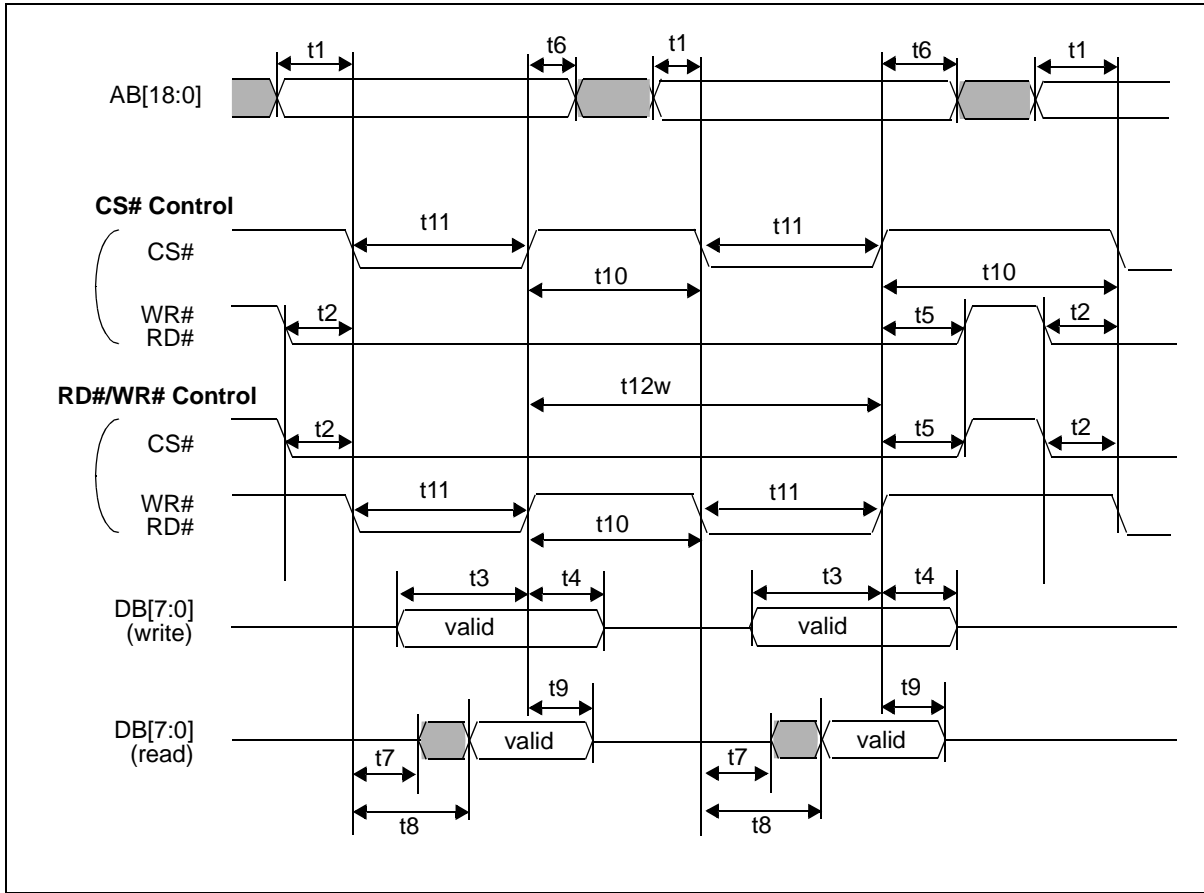 t1 t6 t1 t6 t1
AB[18:0]
CS# Control
t11 t11
CS#
t10 t10
WR#
RD#
t2 t5 t2
RD#/WR# Control
t12w
CS#
t2 t5 t2
t11 t11
WR#
RD#
t10
t3 t4 t3 t4
DB[7:0]
(write)
valid valid
t9 t9
DB[7:0]
(read)
valid valid
t7 t7
t8 t8